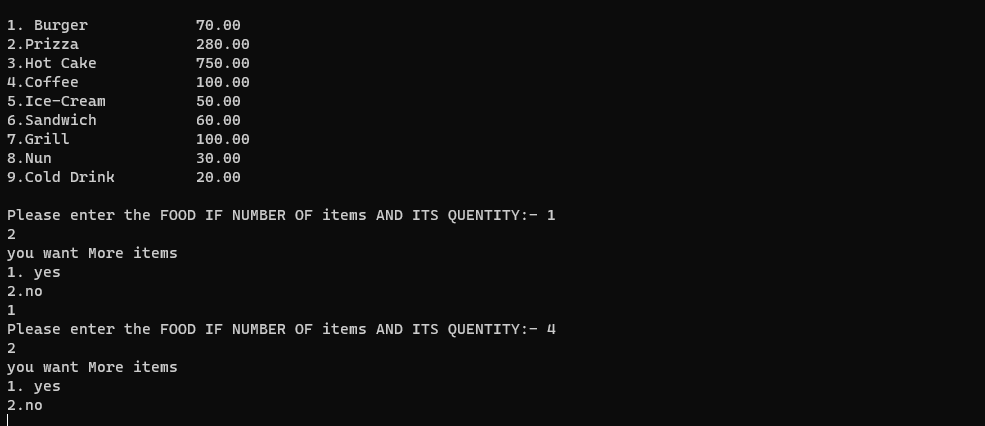 1. Burger 70.00
2.Prizza 280.00
3.Hot Cake 750.00
4.Coffee 100.00
5.Ice-Cream 50.00
6.Sandwich 60.00
7.Grill 100.00
8.Nun 30.00
9.Cold Drink 20.00
Please enter the FOOD IF NUMBER OF items AND ITS QUENTITY:- 1
2
you want More items
1. yes
2.no
1
Please enter the FOOD IF NUMBER OF items AND ITS QUENTITY:- 4
2
you want More items
1. yes
2.no